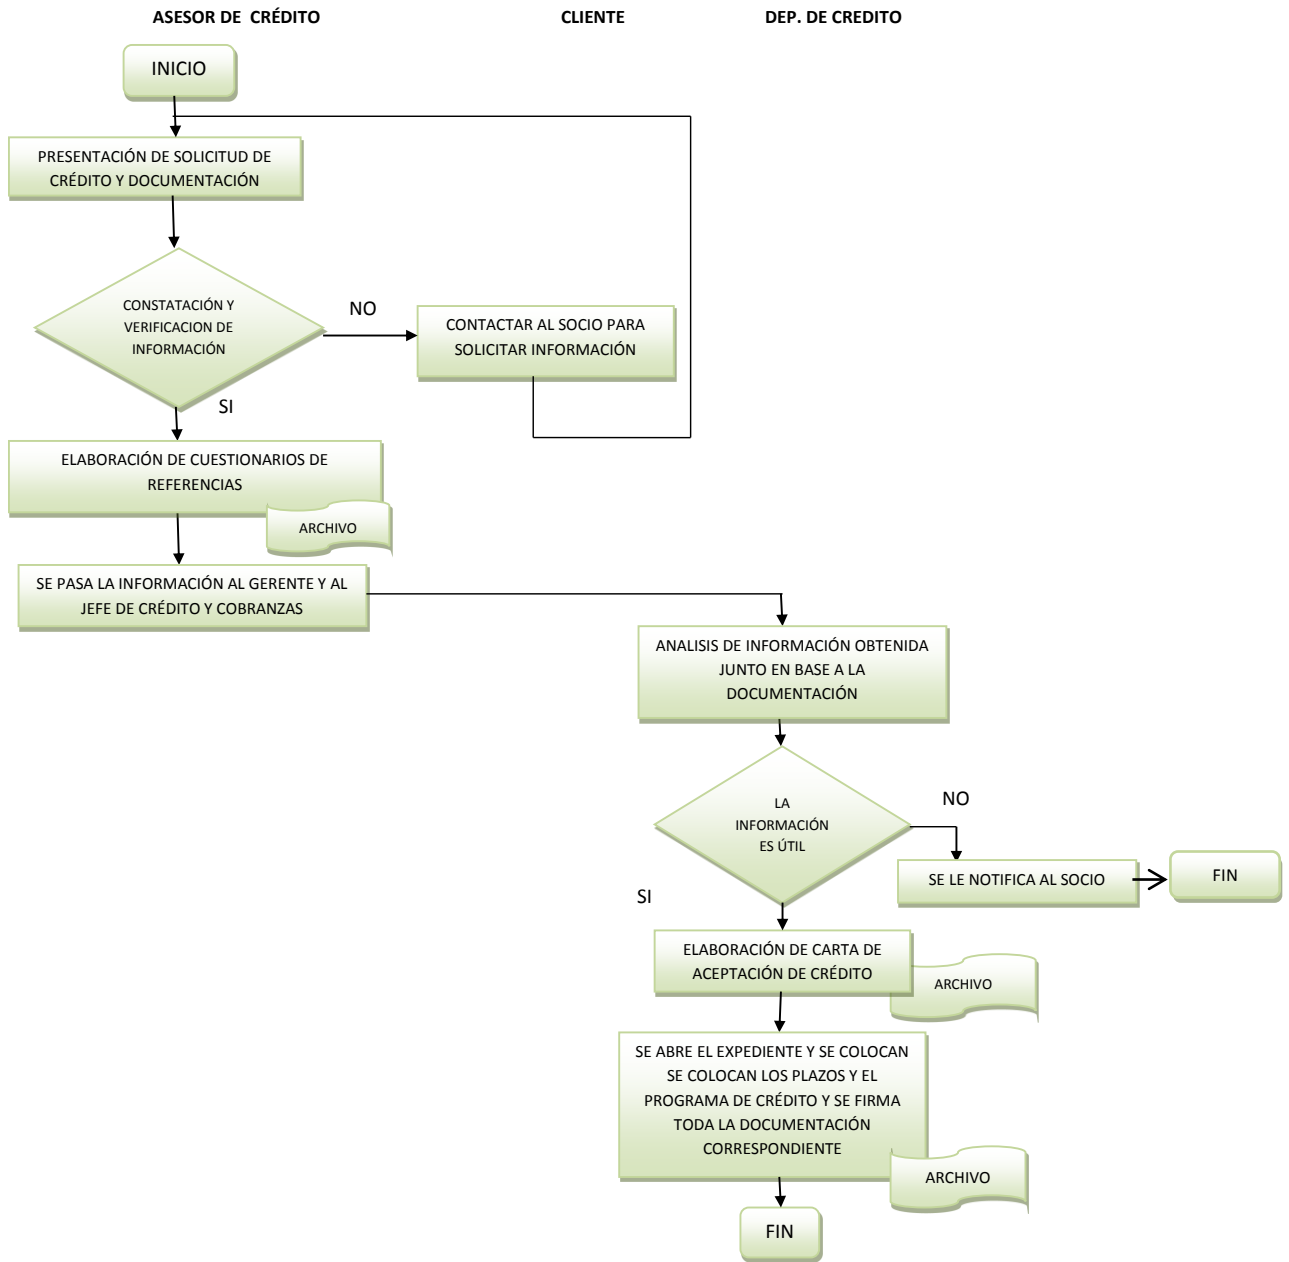 ASESOR DE CRÉDITO
CLIENTE
DEP. DE CREDITO
INICIO
PRESENTACIÓN DE SOLICITUD DE
CRÉDITO Y DOCUMENTACIÓN
CONSTATACIÓN Y
VERIFICACION DE
INFORMACIÓN
NO
CONTACTAR AL SOCIO PARA
SOLICITAR INFORMACIÓN
SI
ELABORACIÓN DE CUESTIONARIOS DE
REFERENCIAS
ARCHIVO
SE PASA LA INFORMACIÓN AL GERENTE Y AL
JEFE DE CRÉDITO Y COBRANZAS
ANALISIS DE INFORMACIÓN OBTENIDA
JUNTO EN BASE A LA
DOCUMENTACIÓN
LA
INFORMACIÓN
ES ÚTIL
NO
SE LE NOTIFICA AL SOCIO
FIN
SI
ELABORACIÓN DE CARTA DE
ACEPTACIÓN DE CRÉDITO
ARCHIVO
SE ABRE EL EXPEDIENTE Y SE COLOCAN
SE COLOCAN LOS PLAZOS Y EL
PROGRAMA DE CRÉDITO Y SE FIRMA
TODA LA DOCUMENTACIÓN
CORRESPONDIENTE
ARCHIVO
FIN